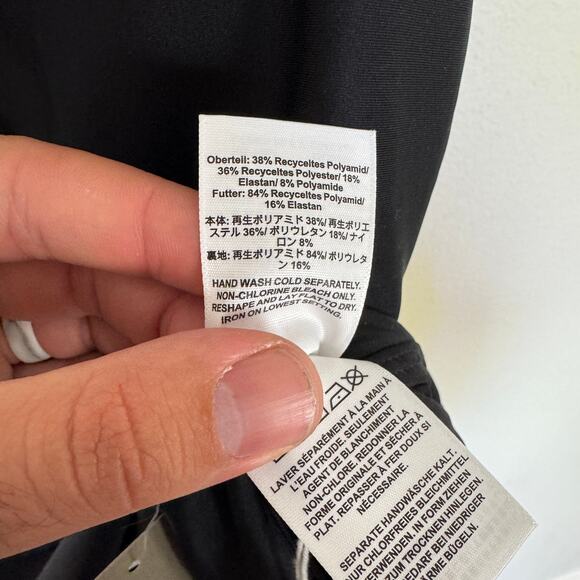 Oberteil: 38% Recyceltes Polyamid/
36% Recyceltes Polyester/ 18%
Elastan/ 8% Polyamide
Futter: 84% Recyceltes Polyamid/
16% Elastan
本体: 再生ポリアミド 38%/ 再生ポリエ
ステル 36%/ ポリウレタン 18%/ ナイ
ロン 8%
裏地: 再生ポリアミド 84%/ ポリウレタ
ン 16%
HAND WASH COLD SEPARATELY.
NON-CHLORINE BLEACH ONLY.
RESHAPE AND LAY FLAT TO DRY.
IRON ON LOWEST SETTING.
LAVER SÉPARÉMENT À LA MAIN À
L'EAU FROIDE. SEULEMENT
AGENT DE BLANCHIMENT
NON-CHLORE. REDONNER LA
FORME ORIGINALE ET SÉCHER À
PLAT. REPASSER À FER DOUX SI
NÉCESSAIRE.
SEPARATE HANDWÄSCHE KALT.
CHLORFREIES BLEICHMITTEL
VERWENDEN. IN FORM ZIEHEN
ZUM TROCKNEN HINLEGEN.
BEDARF BEI NIEDRIGER
FORME BÜGELN.